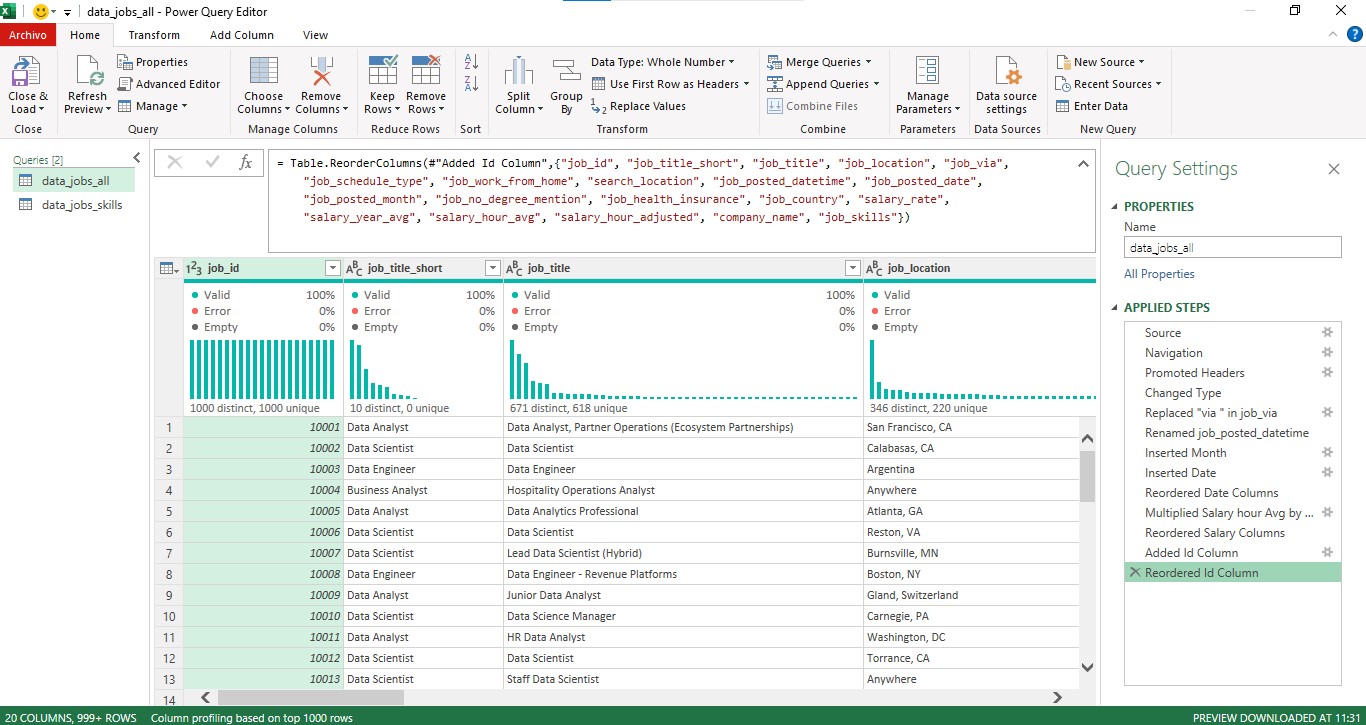 data_jobs_all - Power Query Editor
Archivo Home Transform Add Column View
Close & Load
Close
Refresh Preview
Properties
Advanced Editor
Manage
Query
Choose Columns
Remove Columns
Manage Columns
Keep Rows
Remove Rows
Reduce Rows
Sort
Split Column
Group By
Data Type: Whole Number
Use First Row as Headers
Replace Values
Transform
Merge Queries
Append Queries
Combine Files
Combine
Manage Parameters
Parameters
Data source settings
Data Sources
New Source
Recent Sources
Enter Data
New Query
Queries [2]
data_jobs_all
data_jobs_skills
fx
= Table.ReorderColumns(#"Added Id Column",{"job_id", "job_title_short", "job_title", "job_location", "job_via",
"job_schedule_type", "job_work_from_home", "search_location", "job_posted_datetime", "job_posted_date",
"job_posted_month", "job_no_degree_mention", "job_health_insurance", "job_country", "salary_rate",
"salary_year_avg", "salary_hour_avg", "salary_hour_adjusted", "company_name", "job_skills"})
123 job_id ABC job_title_short ABC job_title ABC job_location
Valid 100% Valid 100% Valid 100% Valid
Error 0% Error 0% Error 0% Error
Empty 0% Empty 0% Empty 0% Empty
1000 distinct, 1000 unique 10 distinct, 0 unique 671 distinct, 618 unique 346 distinct, 220 unique
1 10001 Data Analyst Data Analyst, Partner Operations (Ecosystem Partnerships) San Francisco, CA
2 10002 Data Scientist Data Scientist Calabasas, CA
3 10003 Data Engineer Data Engineer Argentina
4 10004 Business Analyst Hospitality Operations Analyst Anywhere
5 10005 Data Analyst Data Analytics Professional Atlanta, GA
6 10006 Data Scientist Data Scientist Reston, VA
7 10007 Data Scientist Lead Data Scientist (Hybrid) Burnsville, MN
8 10008 Data Engineer Data Engineer - Revenue Platforms Boston, NY
9 10009 Data Analyst Junior Data Analyst Gland, Switzerland
10 10010 Data Scientist Data Science Manager Carnegie, PA
11 10011 Data Analyst HR Data Analyst Washington, DC
12 10012 Data Scientist Data Scientist Torrance, CA
13 10013 Data Scientist Staff Data Scientist Anywhere
14
Query Settings
PROPERTIES
Name
data_jobs_all
All Properties
APPLIED STEPS
Source
Navigation
Promoted Headers
Changed Type
Replaced "via " in job_via
Renamed job_posted_datetime
Inserted Month
Inserted Date
Reordered Date Columns
Multiplied Salary hour Avg by ...
Reordered Salary Columns
Added Id Column
Reordered Id Column
20 COLUMNS, 999+ ROWS Column profiling based on top 1000 rows PREVIEW DOWNLOADED AT 11:31